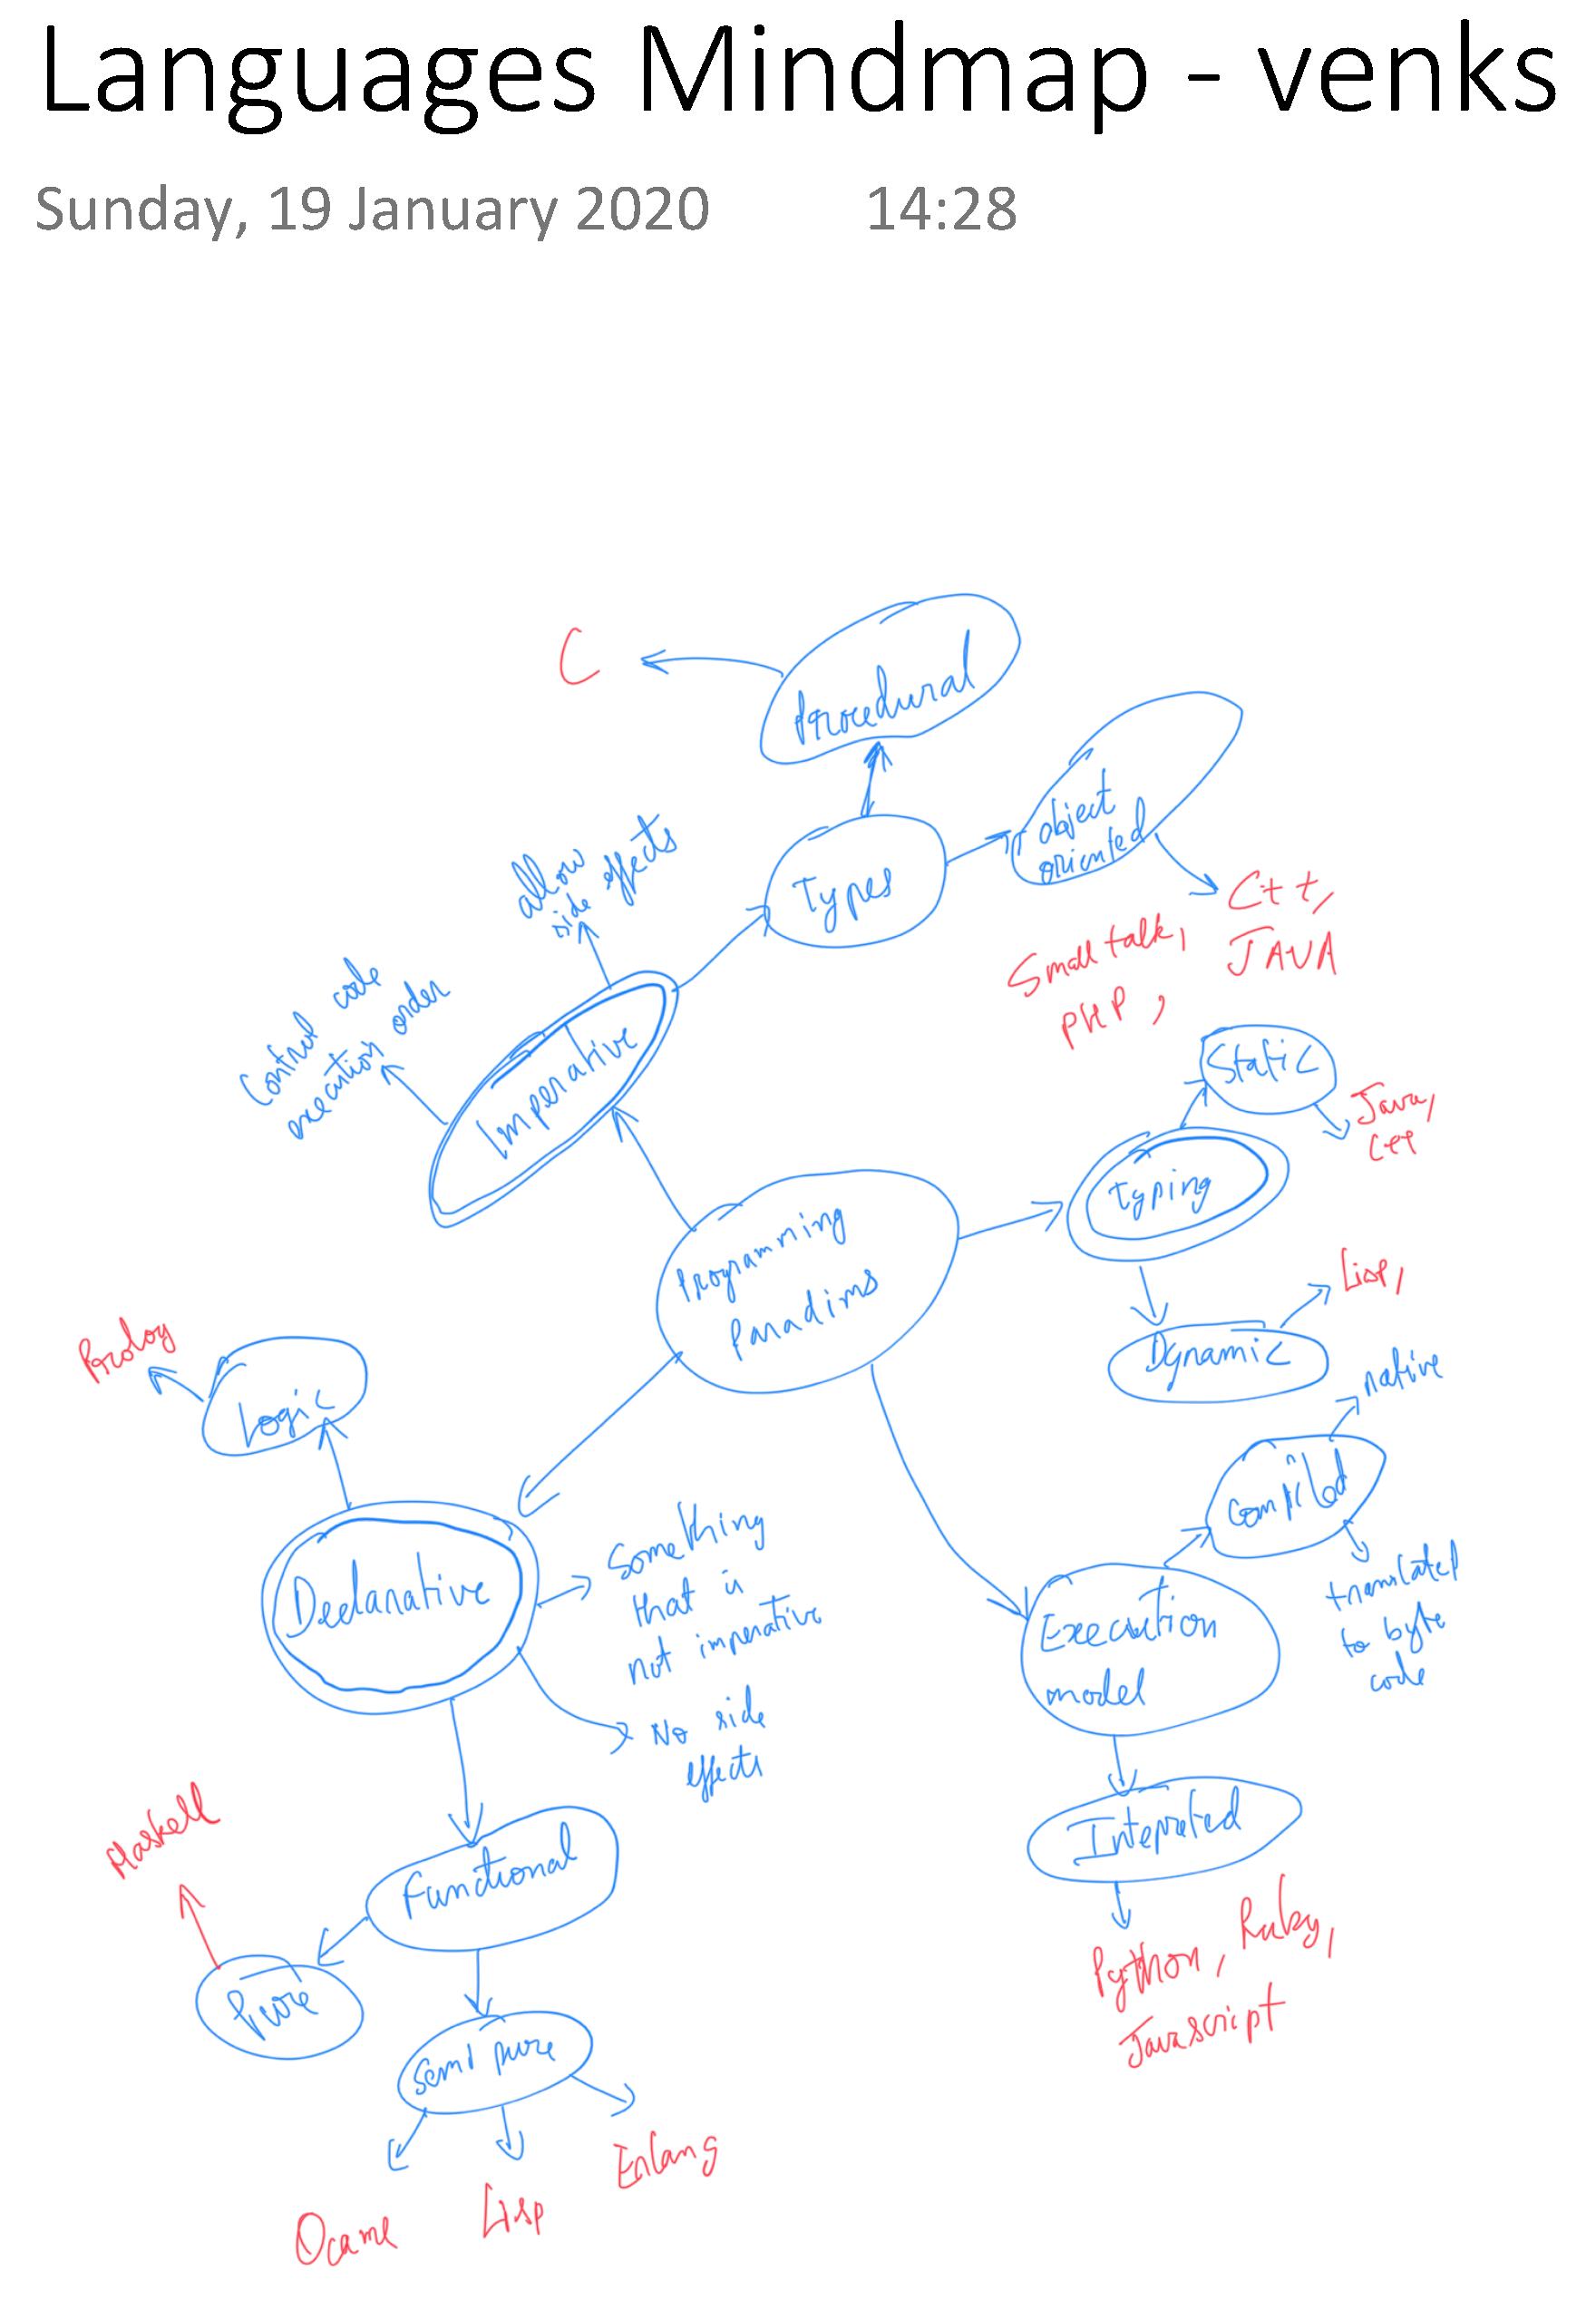 Languages Mindmap - venks
Sunday, 19 January 2020 14:28
C
Procedural
object
oriented
Types
allow
side effects
C++,
JAVA
Small talk,
PHP,
Control code
execution order
Imperative
Static
Java,
C++
Typing
Programming
Paradims
Lisp,
Dynamic
Prolog
Logic
native
Compiled
translated
to byte
code
Declarative
Something
that is
not imperative
No side
effects
Execution
model
Intepreted
Python, Ruby,
Javascript
Haskell
Functional
Pure
Semi pure
Ocaml
Lisp
Erlang